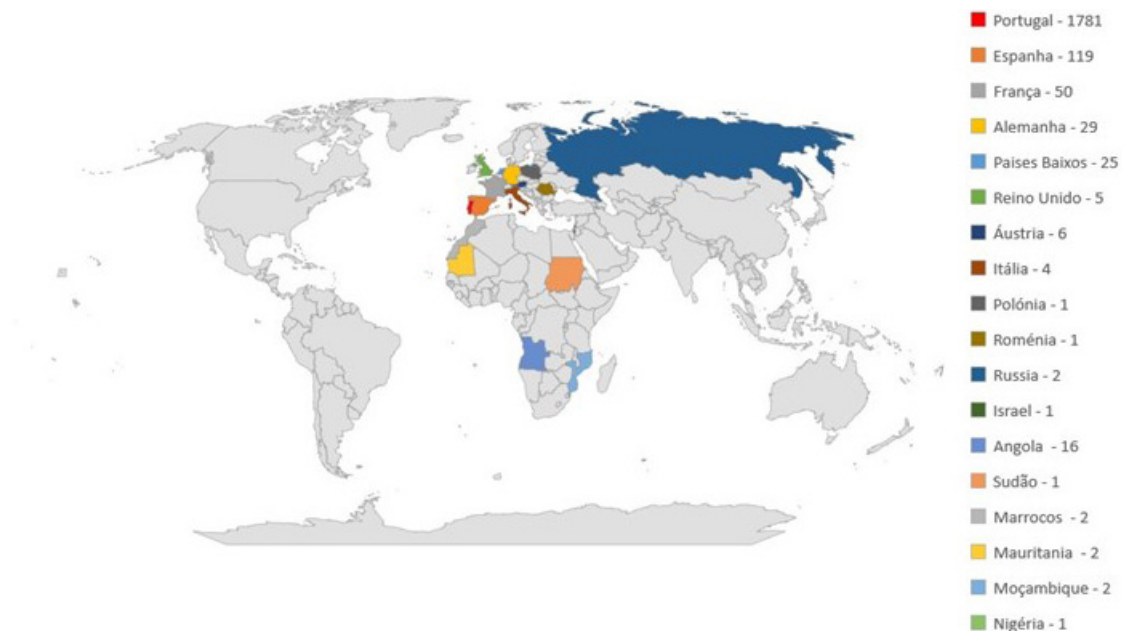 Portugal - 1781
Espanha - 119
França - 50
Alemanha - 29
Paises Baixos - 25
Reino Unido - 5
Áustria - 6
Itália - 4
Polónia - 1
Roménia - 1
Russia - 2
Israel - 1
Angola - 16
Sudão - 1
Marrocos - 2
Mauritania - 2
Moçambique - 2
Nigéria - 1